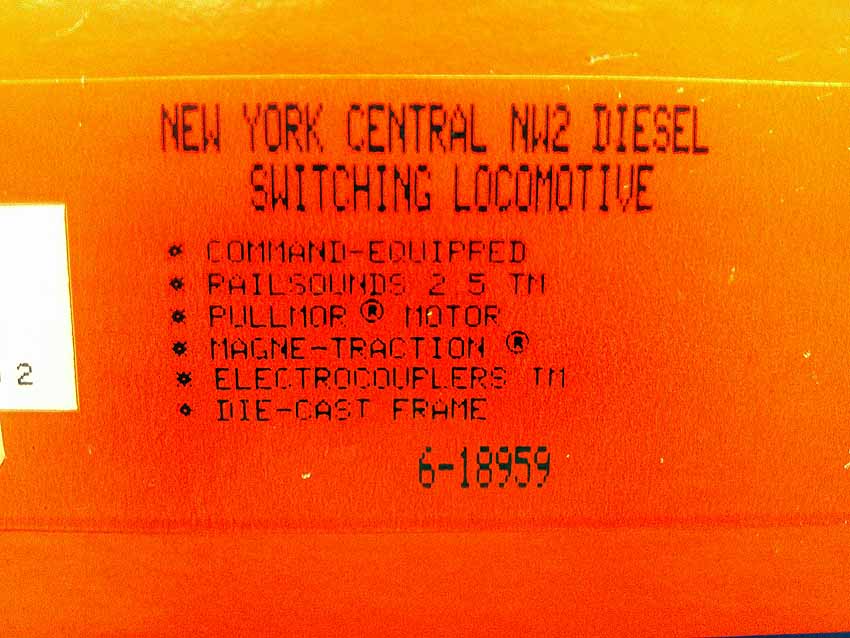 NEW YORK CENTRAL NW2 DIESEL
SWITCHING LOCOMOTIVE
* COMMAND-EQUIPPED
* RAILSOUNDS 2.5 TM
* PULLMOR ® MOTOR
* MAGNE-TRACTION ®
* ELECTROCOUPLERS TM
* DIE-CAST FRAME
6-18959
2